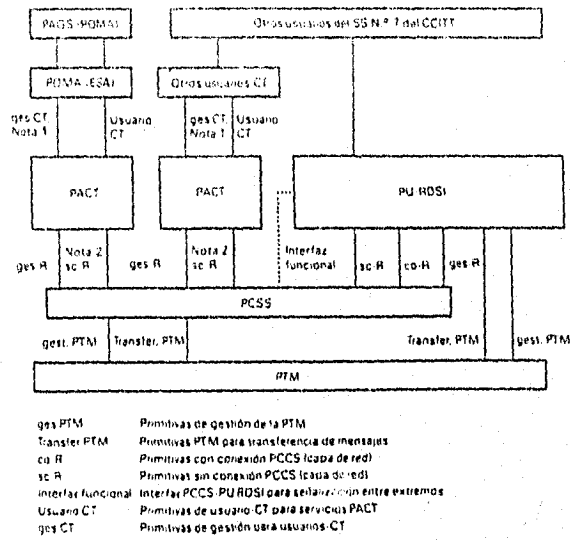 PAGS (POMA)
Otros usuarios del SS N.º 7 del CCITT
POMA (ESA)
Otros usuarios CT
ges CT,
Nota 1
Usuario
CT
ges CT,
Nota 1
Usuario
CT
PACT
PACT
PU-RDSI
ges-R
Nota 2
sc-R
ges-R
Nota 2
sc-R
Interfaz
funcional
sc-R
co-R
ges-R
PCSS
gest. PTM
Transfer. PTM
Transfer. PTM
gest. PTM
PTM
ges PTM Primitivas de gestión de la PTM
Transfer PTM Primitivas PTM para transferencia de mensajes
co-R Primitivas con conexión PCSS (capa de red)
sc-R Primitivas sin conexión PCSS (capa de red)
Interfaz funcional Interfaz PCSS-PU RDSI para señalización entre extremos
Usuario CT Primitivas de usuario-CT para servicios PACT
ges CT Primitivas de gestión para usuarios-CT